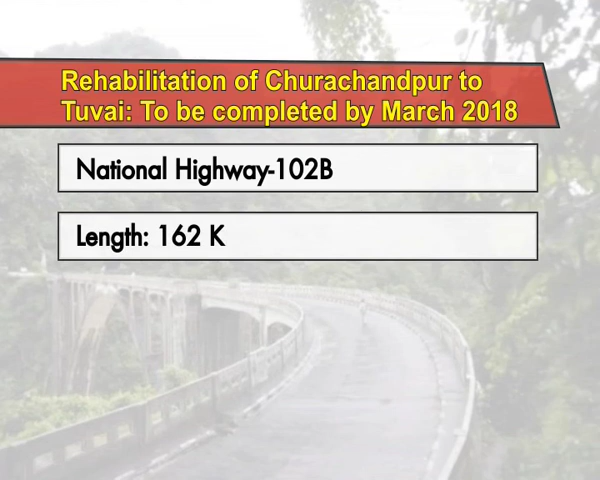 Rehabilitation of Churachandpur to
Tuvai: To be completed by March 2018
National Highway-102B
Length: 162 K